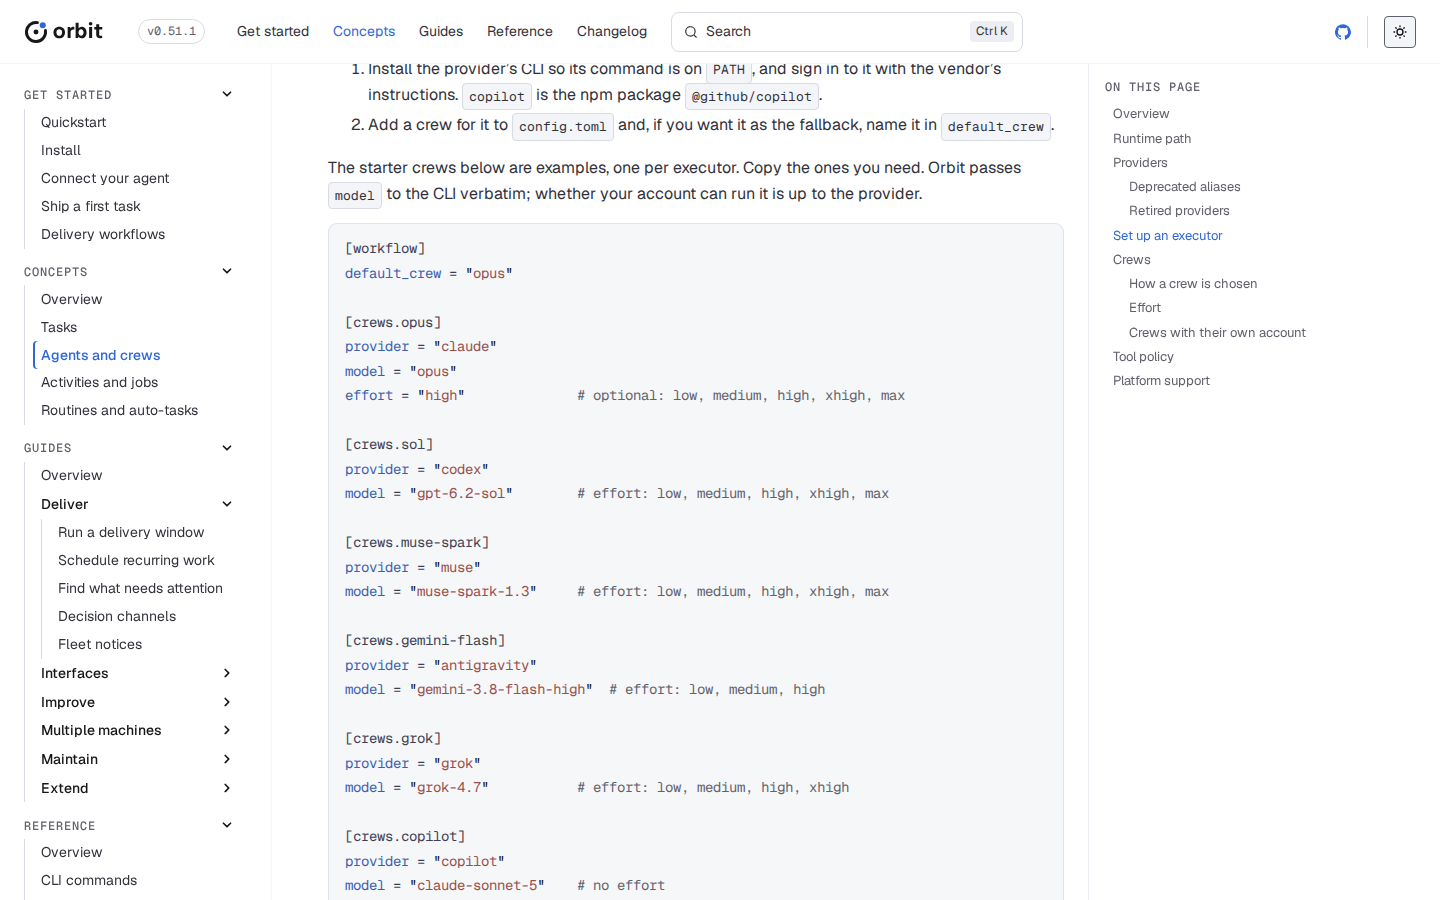 orbit
v0.51.1
Get started
Concepts
Guides
Reference
Changelog
Search
Ctrl K
GET STARTED
Quickstart
Install
Connect your agent
Ship a first task
Delivery workflows
CONCEPTS
Overview
Tasks
Agents and crews
Activities and jobs
Routines and auto-tasks
GUIDES
Overview
Deliver
Run a delivery window
Schedule recurring work
Find what needs attention
Decision channels
Fleet notices
Interfaces
Improve
Multiple machines
Maintain
Extend
REFERENCE
Overview
CLI commands
1. Install the provider's CLI so its command is on PATH, and sign in to it with the vendor's
instructions. copilot is the npm package @github/copilot.
2. Add a crew for it to config.toml and, if you want it as the fallback, name it in default_crew.
The starter crews below are examples, one per executor. Copy the ones you need. Orbit passes
model to the CLI verbatim; whether your account can run it is up to the provider.
[workflow]
default_crew = "opus"
[crews.opus]
provider = "claude"
model = "opus"
effort = "high" # optional: low, medium, high, xhigh, max
[crews.sol]
provider = "codex"
model = "gpt-6.2-sol" # effort: low, medium, high, xhigh, max
[crews.muse-spark]
provider = "muse"
model = "muse-spark-1.3" # effort: low, medium, high, xhigh, max
[crews.gemini-flash]
provider = "antigravity"
model = "gemini-3.8-flash-high" # effort: low, medium, high
[crews.grok]
provider = "grok"
model = "grok-4.7" # effort: low, medium, high, xhigh
[crews.copilot]
provider = "copilot"
model = "claude-sonnet-5" # no effort
ON THIS PAGE
Overview
Runtime path
Providers
Deprecated aliases
Retired providers
Set up an executor
Crews
How a crew is chosen
Effort
Crews with their own account
Tool policy
Platform support